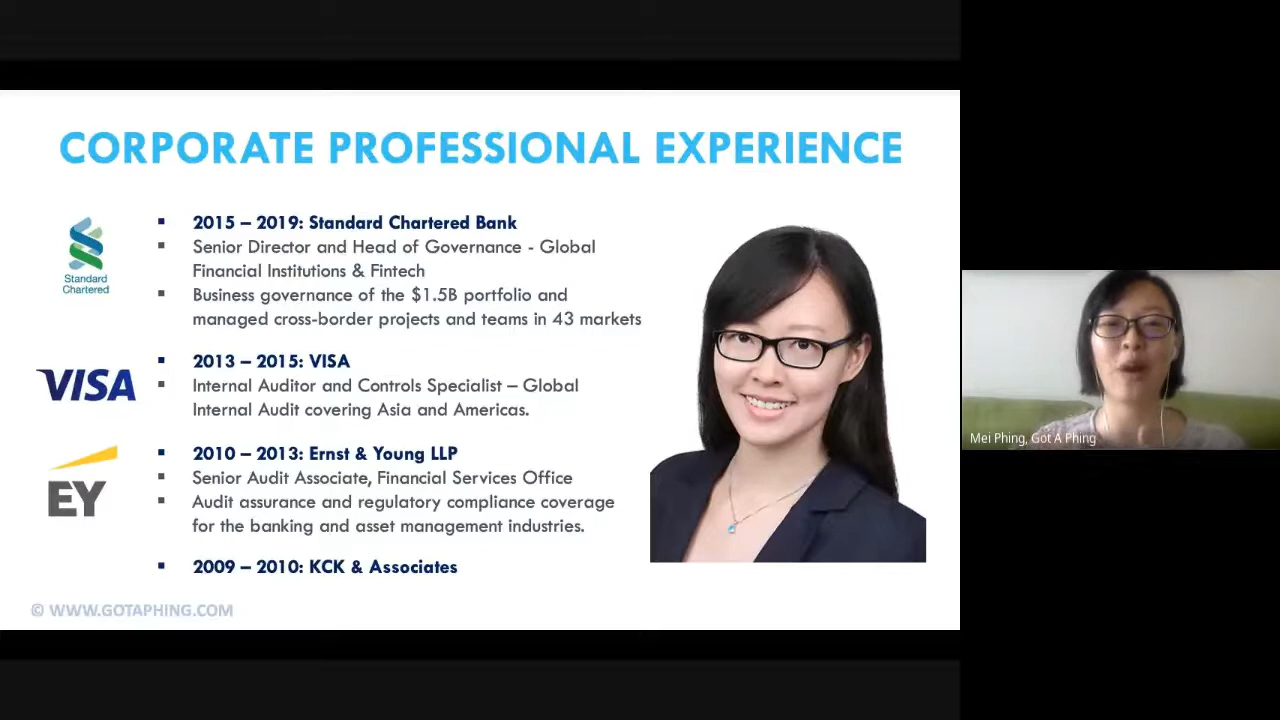 CORPORATE PROFESSIONAL EXPERIENCE
▪ 2015 – 2019: Standard Chartered Bank
▪ Senior Director and Head of Governance - Global
Financial Institutions & Fintech
▪ Business governance of the $1.5B portfolio and
managed cross-border projects and teams in 43 markets
Standard
Chartered
▪ 2013 – 2015: VISA
▪ Internal Auditor and Controls Specialist – Global
Internal Audit covering Asia and Americas.
VISA
▪ 2010 – 2013: Ernst & Young LLP
▪ Senior Audit Associate, Financial Services Office
▪ Audit assurance and regulatory compliance coverage
for the banking and asset management industries.
EY
▪ 2009 – 2010: KCK & Associates
© WWW.GOTAPHING.COM
Mei Phing, Got A Phing